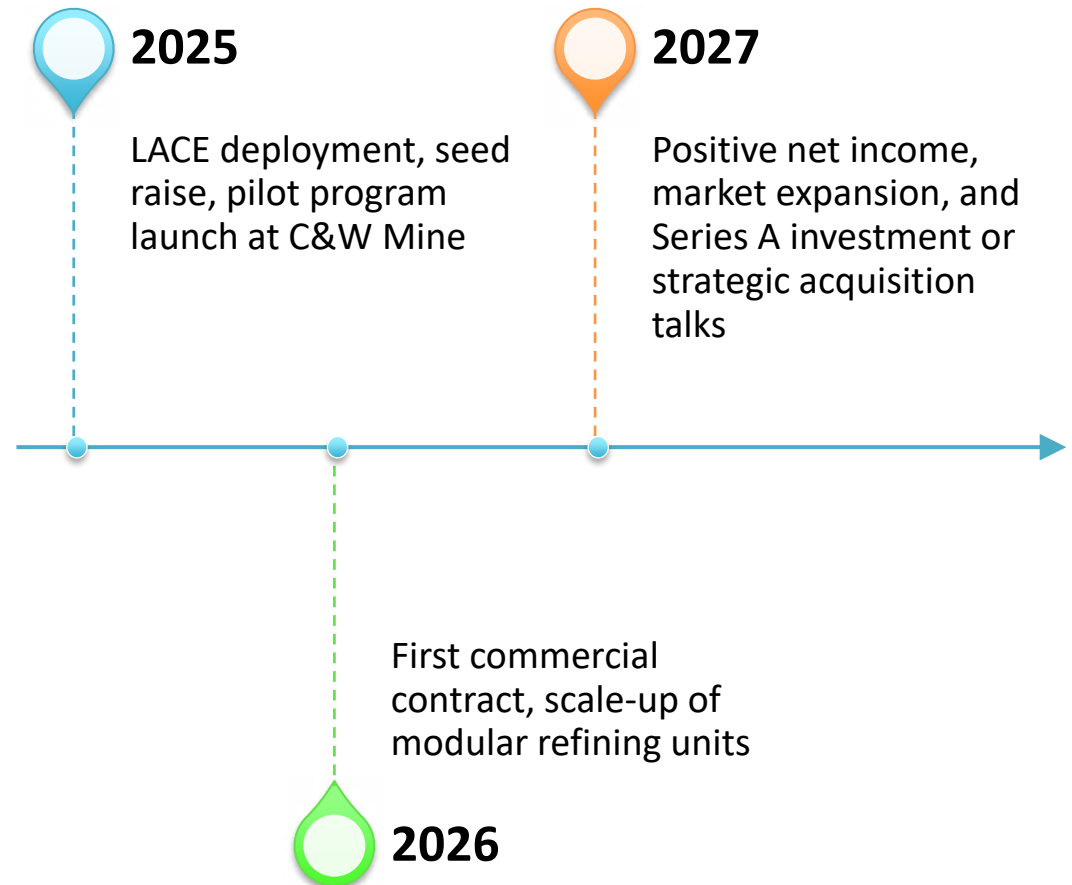 2025
LACE deployment, seed
raise, pilot program
launch at C&W Mine
2027
Positive net income,
market expansion, and
Series A investment or
strategic acquisition
talks
First commercial
contract, scale-up of
modular refining units
2026